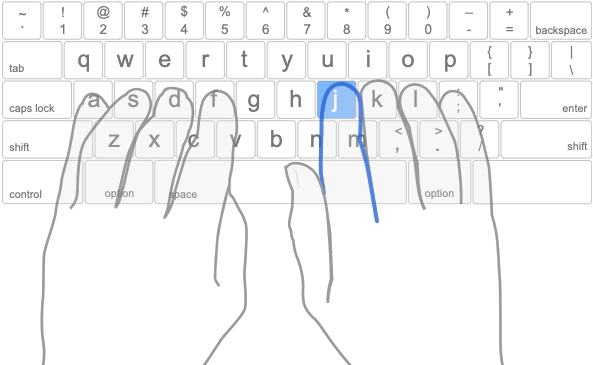 ~ ! @ # $ % ^ & * ( ) – +
` 1 2 3 4 5 6 7 8 9 0 - = backspace
tab q w e r t y u i o p { [ } ] | \
caps lock a s d f g h j k l : ; " ' enter
shift z x c v b n m < , > . ? / shift
control option space option